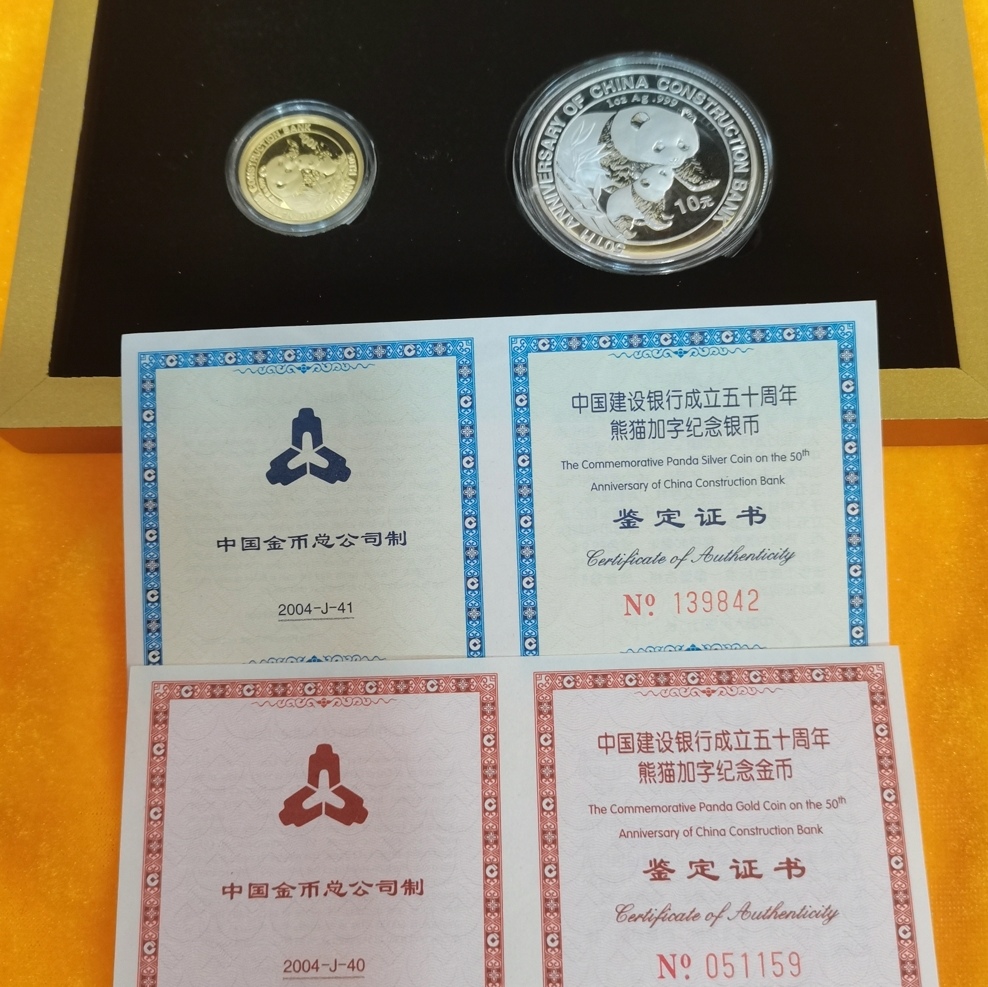 CONSTRUCTION BANK
50TH ANNIVERSARY OF CHINA CONSTRUCTION BANK
1oz Ag .999
10元
中国金币总公司制
2004-J-41
中国建设银行成立五十周年
熊猫加字纪念银币
The Commemorative Panda Silver Coin on the 50th
Anniversary of China Construction Bank
鉴定证书
Certificate of Authenticity
Nº 139842
中国金币总公司制
2004-J-40
中国建设银行成立五十周年
熊猫加字纪念金币
The Commemorative Panda Gold Coin on the 50th
Anniversary of China Construction Bank
鉴定证书
Certificate of Authenticity
Nº 051159